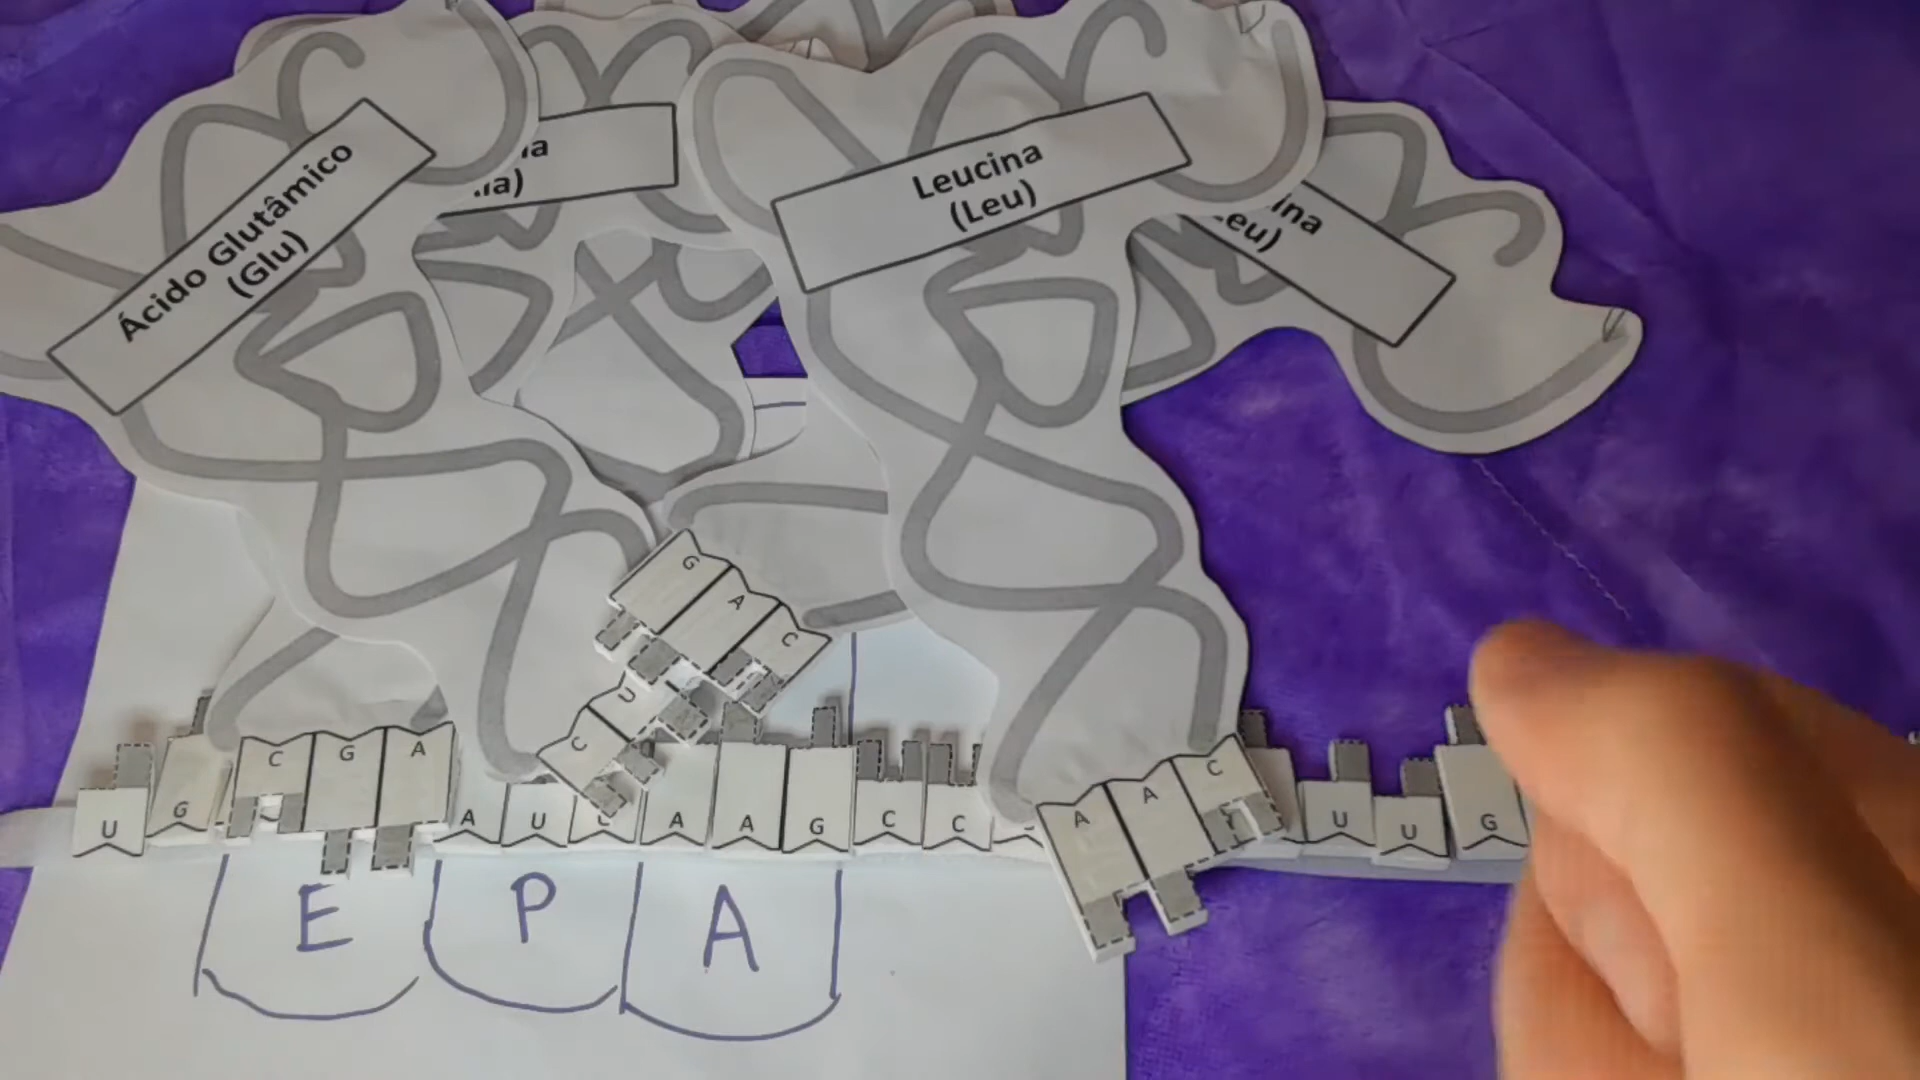 Ácido Glutâmico
(Glu)
Leucina
(Leu)
G A C
C U
C G A
A A C
U G A U C A A G C C U U G
E P A